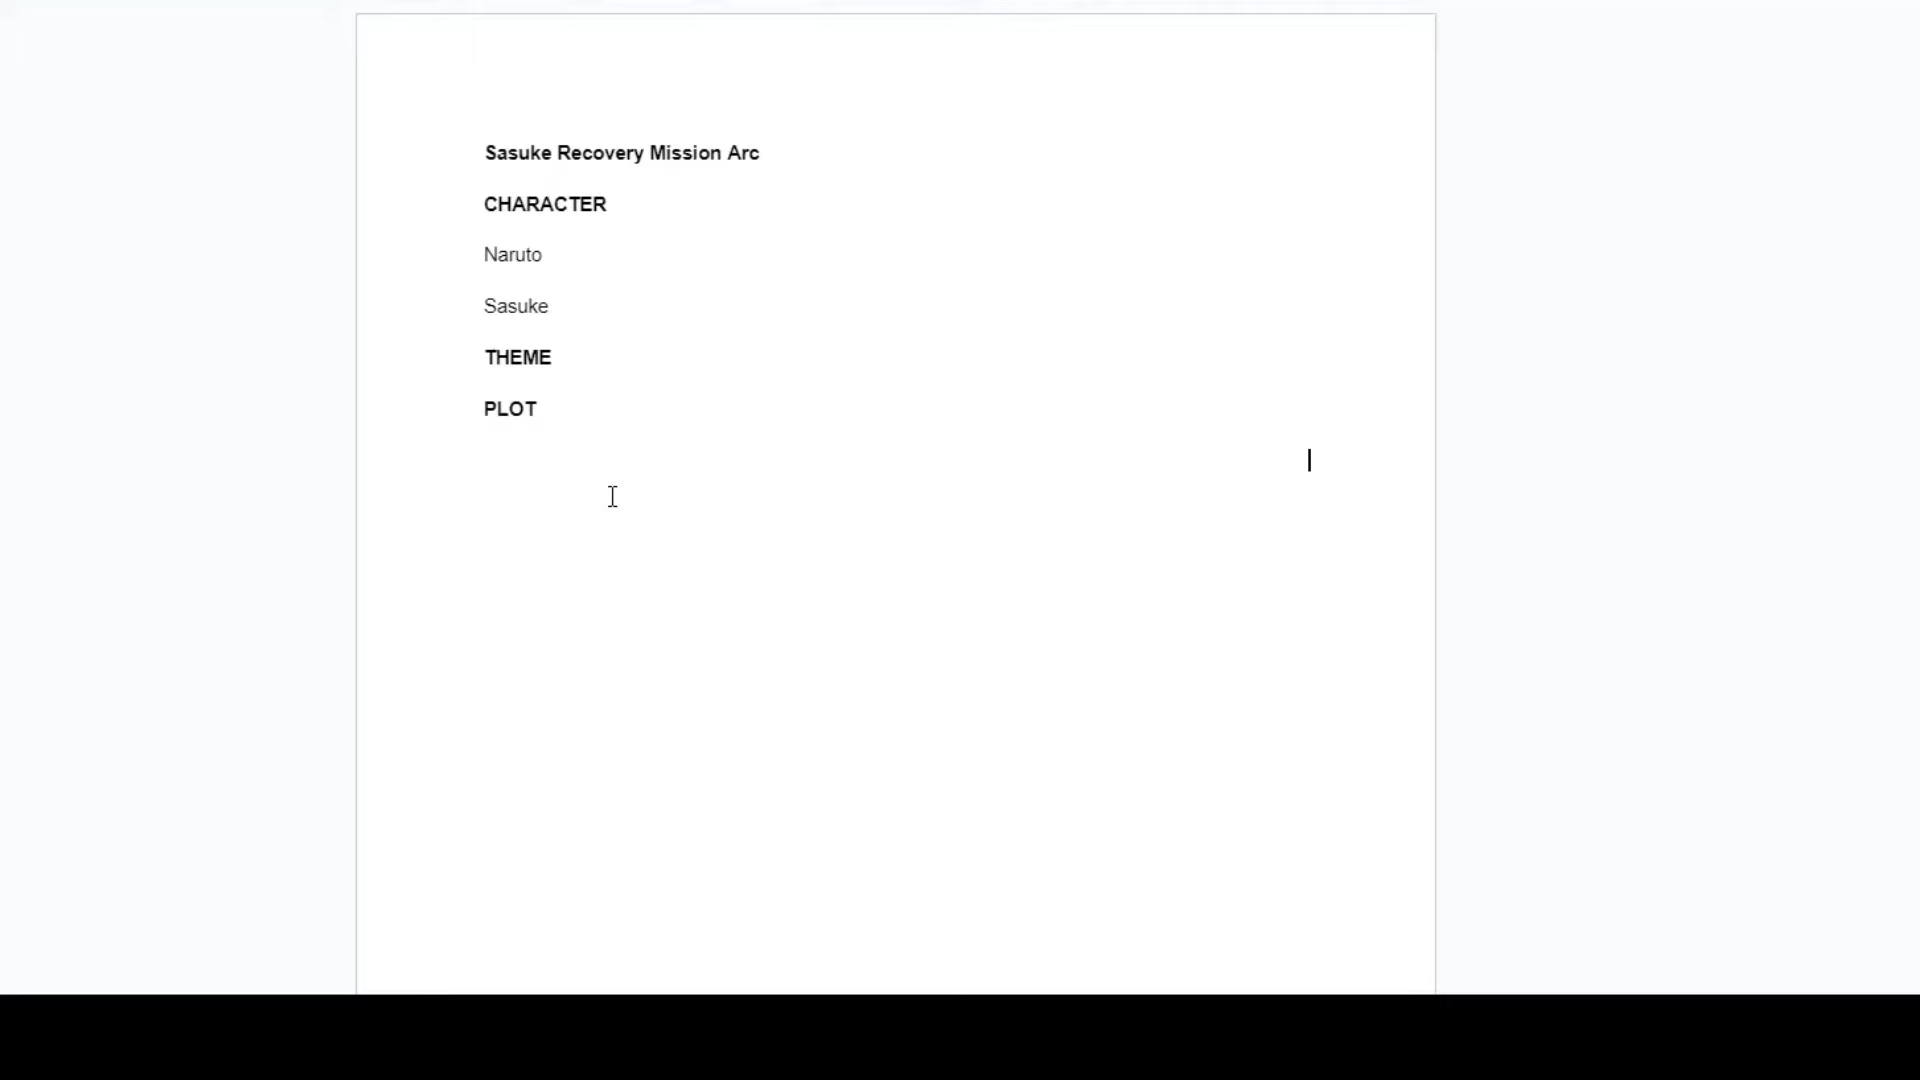 Sasuke Recovery Mission Arc
CHARACTER
Naruto
Sasuke
THEME
PLOT